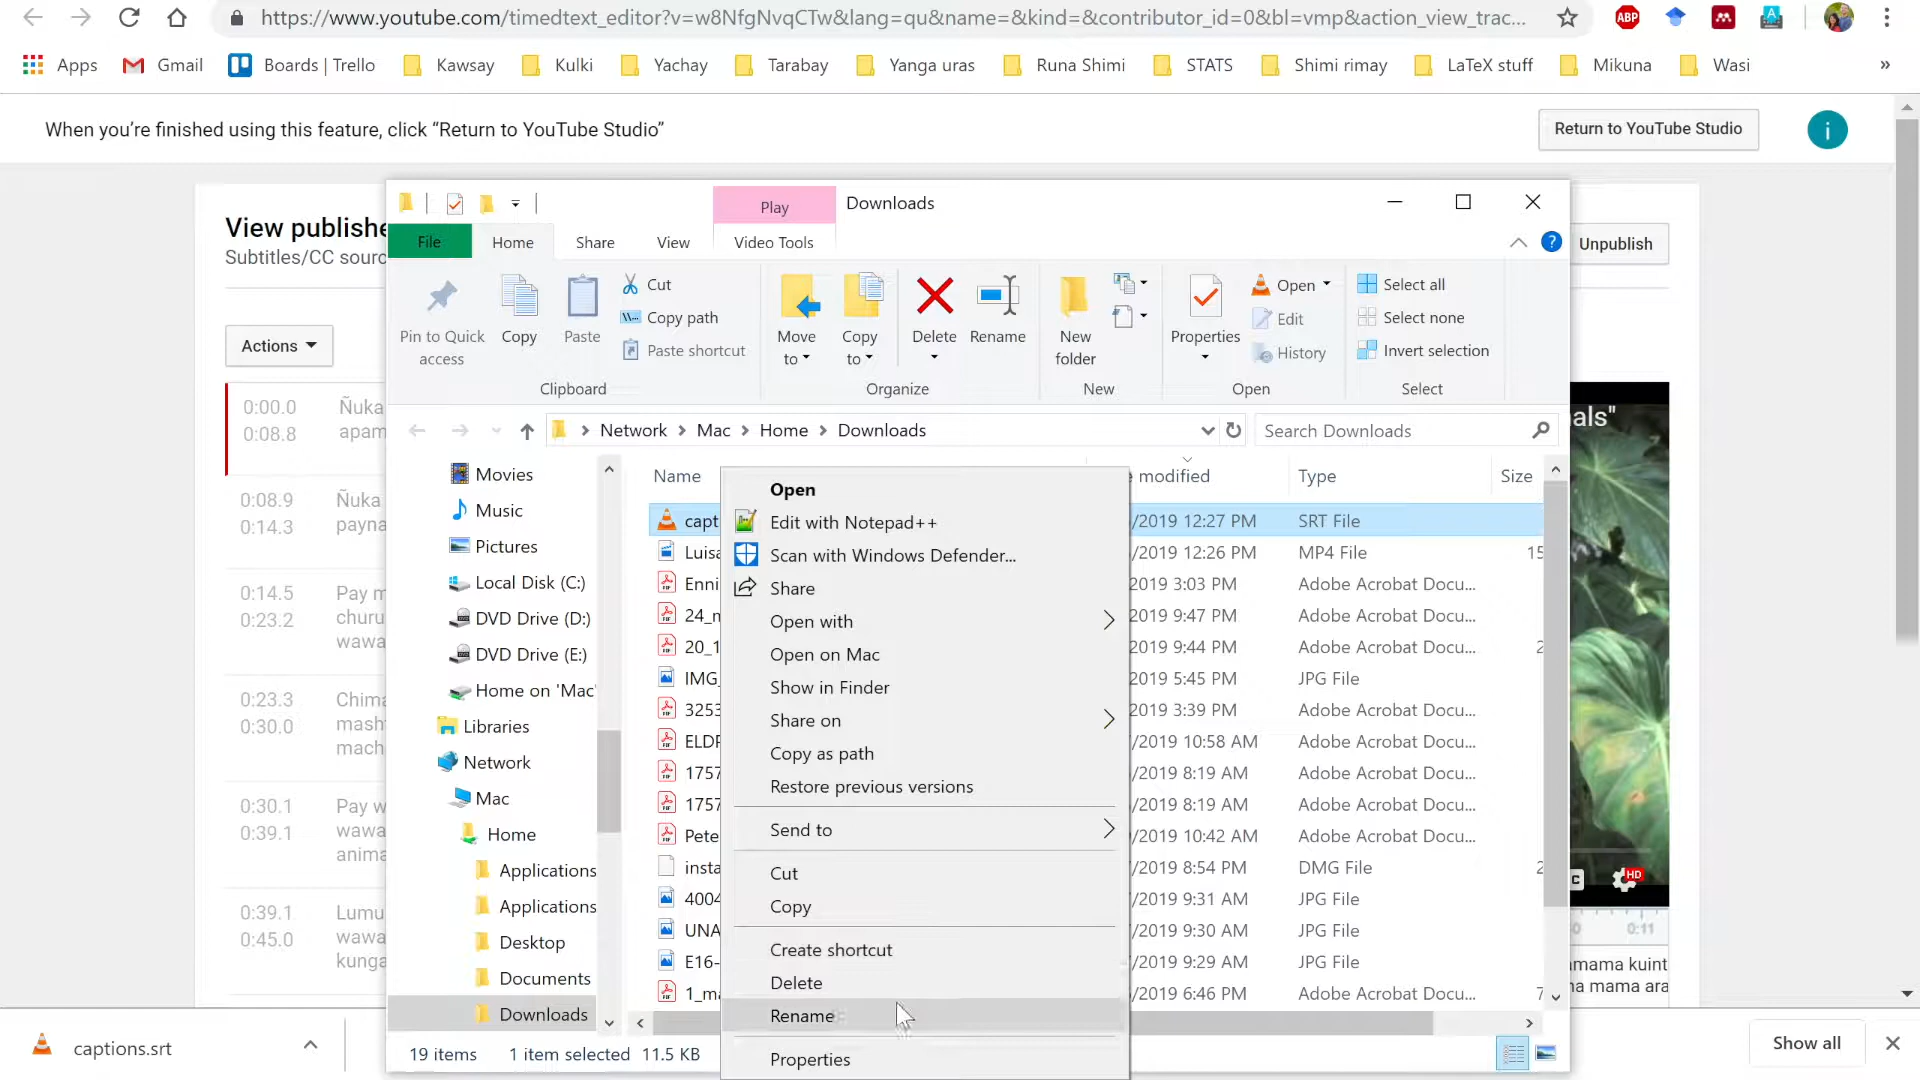 https://www.youtube.com/timedtext_editor?v=w8NfgNvqCTw&lang=qu&name=&kind=&contributor_id=0&bl=vmp&action_view_trac...
ABP
Apps Gmail Boards | Trello Kawsay Kulki Yachay Tarabay Yanga uras Runa Shimi STATS Shimi rimay LaTeX stuff Mikuna Wasi »
When you’re finished using this feature, click “Return to YouTube Studio”
Return to YouTube Studio
i
View publishe
Subtitles/CC sourc
Unpublish
Actions
0:00.0 Ñuka
0:08.8 apam
0:08.9 Ñuka
0:14.3 payna
0:14.5 Pay m
0:23.2 churu
wawa
0:23.3 Chima
0:30.0 mash
mach
0:30.1 Pay w
0:39.1 wawa
anima
0:39.1 Lumu
0:45.0 wawa
kunga
Play
Downloads
File Home Share View Video Tools
Pin to Quick access
Copy
Paste
Cut
Copy path
Paste shortcut
Clipboard
Move to
Copy to
Delete
Rename
Organize
New folder
New
Properties
Open
Edit
History
Open
Select all
Select none
Invert selection
Select
Network Mac Home Downloads
Search Downloads
Movies
Music
Pictures
Local Disk (C:)
DVD Drive (D:)
DVD Drive (E:)
Home on 'Mac'
Libraries
Network
Mac
Home
Applications
Applications
Desktop
Documents
Downloads
Name modified Type Size
capt /2019 12:27 PM SRT File
Luisa /2019 12:26 PM MP4 File 15
Enni 2019 3:03 PM Adobe Acrobat Docu...
24_m 2019 9:47 PM Adobe Acrobat Docu...
20_1 2019 9:44 PM Adobe Acrobat Docu... 2
IMG_ 2019 5:45 PM JPG File
3253 2019 3:39 PM Adobe Acrobat Docu...
ELDP /2019 10:58 AM Adobe Acrobat Docu...
1757 /2019 8:19 AM Adobe Acrobat Docu...
1757 /2019 8:19 AM Adobe Acrobat Docu...
Pete /2019 10:42 AM Adobe Acrobat Docu...
insta /2019 8:54 PM DMG File 2
4004 /2019 9:31 AM JPG File
UNA /2019 9:30 AM JPG File
E16- /2019 9:29 AM JPG File
1_ma /2019 6:46 PM Adobe Acrobat Docu... 7
Open
Edit with Notepad++
Scan with Windows Defender...
Share
Open with
Open on Mac
Show in Finder
Share on
Copy as path
Restore previous versions
Send to
Cut
Copy
Create shortcut
Delete
Rename
Properties
19 items 1 item selected 11.5 KB
als"
HD
0:11
amama kuint
na mama ara
captions.srt
Show all